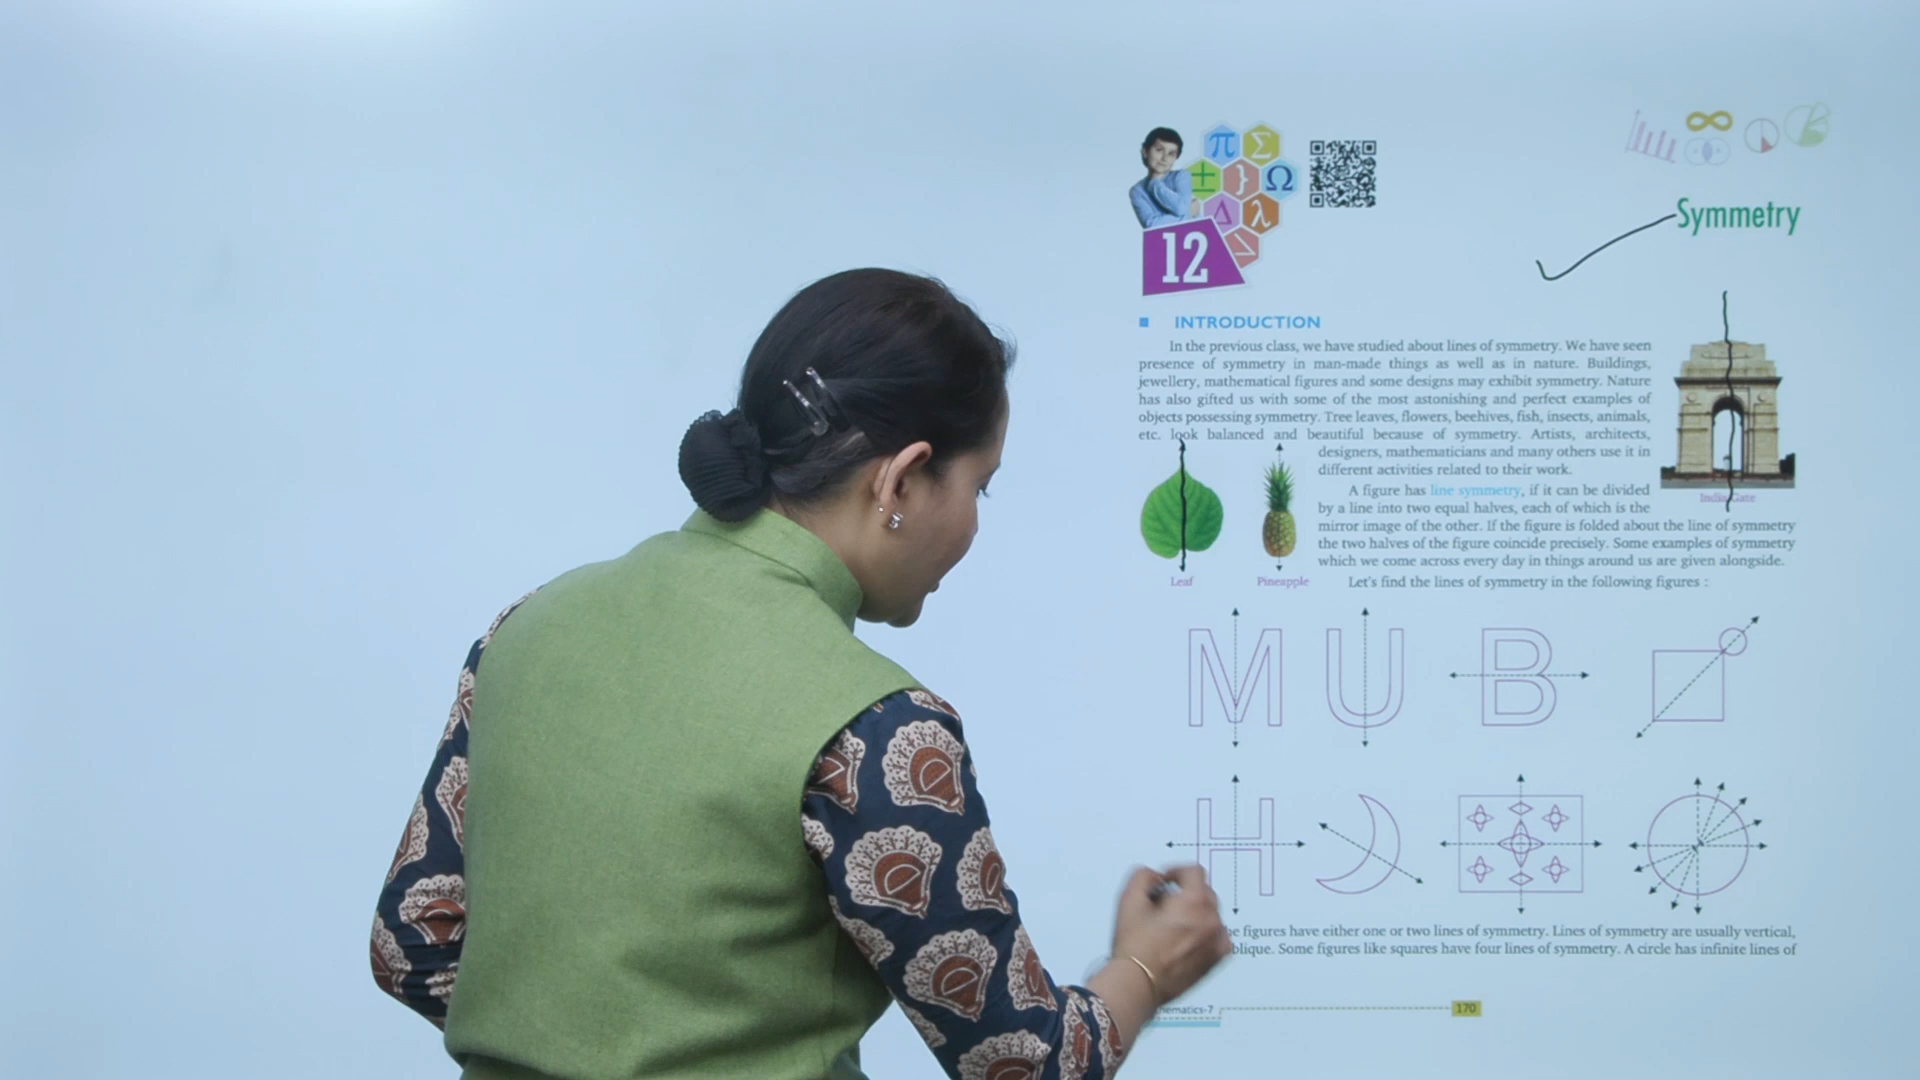 π Σ
± } Ω
Δ λ
12
Symmetry
INTRODUCTION
In the previous class, we have studied about lines of symmetry. We have seen
presence of symmetry in man-made things as well as in nature. Buildings,
jewellery, mathematical figures and some designs may exhibit symmetry. Nature
has also gifted us with some of the most astonishing and perfect examples of
objects possessing symmetry. Tree leaves, flowers, beehives, fish, insects, animals,
etc. look balanced and beautiful because of symmetry. Artists, architects,
designers, mathematicians and many others use it in
different activities related to their work.
A figure has line symmetry, if it can be divided
by a line into two equal halves, each of which is the
mirror image of the other. If the figure is folded about the line of symmetry
the two halves of the figure coincide precisely. Some examples of symmetry
which we come across every day in things around us are given alongside.
India Gate
Leaf Pineapple
Let's find the lines of symmetry in the following figures :
M U B
H
figures have either one or two lines of symmetry. Lines of symmetry are usually vertical,
Some figures like squares have four lines of symmetry. A circle has infinite lines of
170